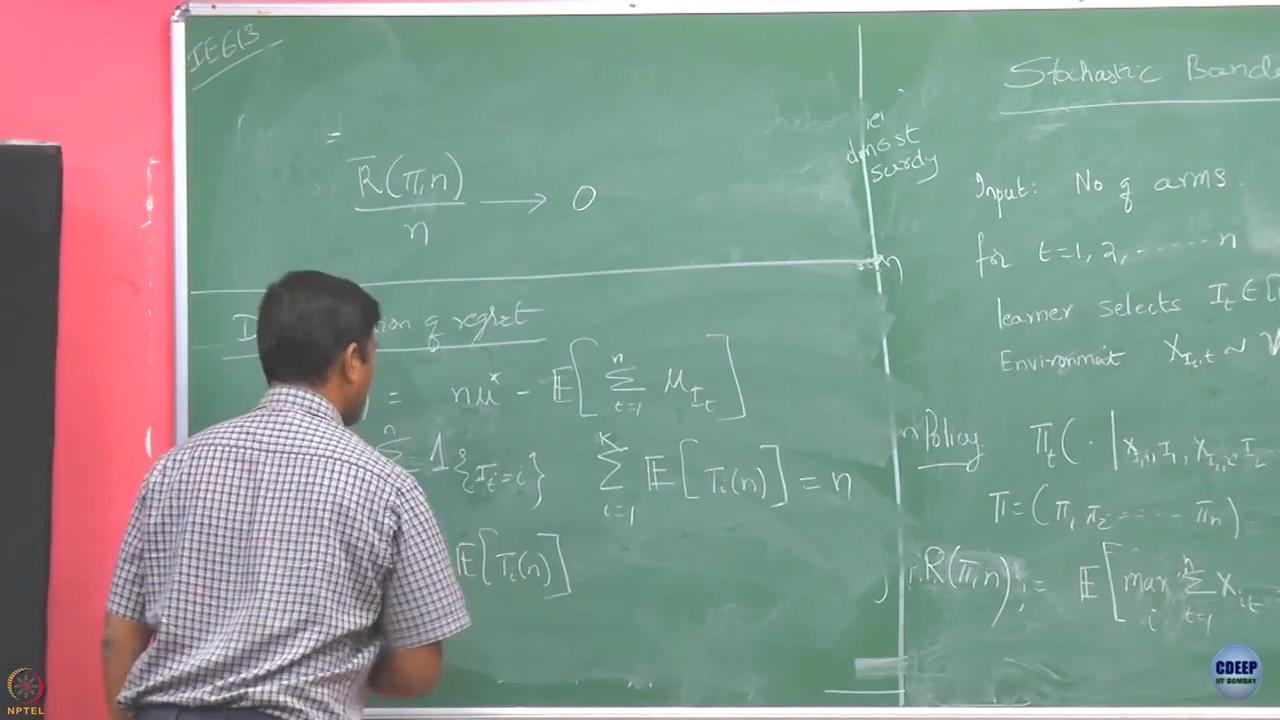 IE613
R̄(π,n)
n
→ 0
of regret
= nμ* - E[ Σ_{t=1}^{n} μ_{I_t} ]
n
Σ 1{I_t=i} Σ_{i=1}^{K} E[T_i(n)] = n
E[T_i(n)]
almost
surely
Stochastic
Input: No of arms
for t=1, 2, ...... n
learner selects I_t ∈ [
Environment X_{I_t,t} ~ ν
Policy π_t( · | X_{I_1,1}, I_1, X_{I_2,2}, I_2
π = (π_1 π_2 ---- π_n)
R(π,n) := E[ max_i Σ_{t=1}^{n} X_{it} -
NPTEL
CDEEP
IIT BOMBAY